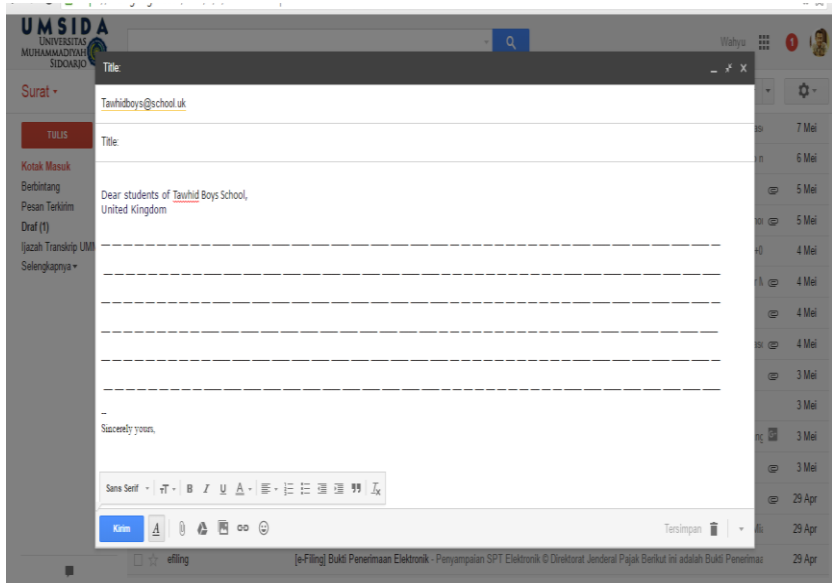 UMSIDA
UNIVERSITAS
MUHAMMADIYAH
SIDOARJO
Wahyu
1
Title:
Surat
Tawhidboys@school.uk
TULIS
Title:
7 Mei
Kotak Masuk
6 Mei
Berbintang
Dear students of Tawhid Boys School,
5 Mei
Pesan Terkirim
United Kingdom
Draf (1)
5 Mei
Ijazah Transkrip UMM
4 Mei
Selengkapnya
4 Mei
4 Mei
4 Mei
3 Mei
3 Mei
Sincerely yours,
3 Mei
3 Mei
Sans Serif
29 Apr
Kirim
Tersimpan
29 Apr
efiling
[e-Filing] Bukti Penerimaan Elektronik - Penyampaian SPT Elektronik © Direktorat Jenderal Pajak Berikut ini adalah Bukti Penerimaa
29 Apr